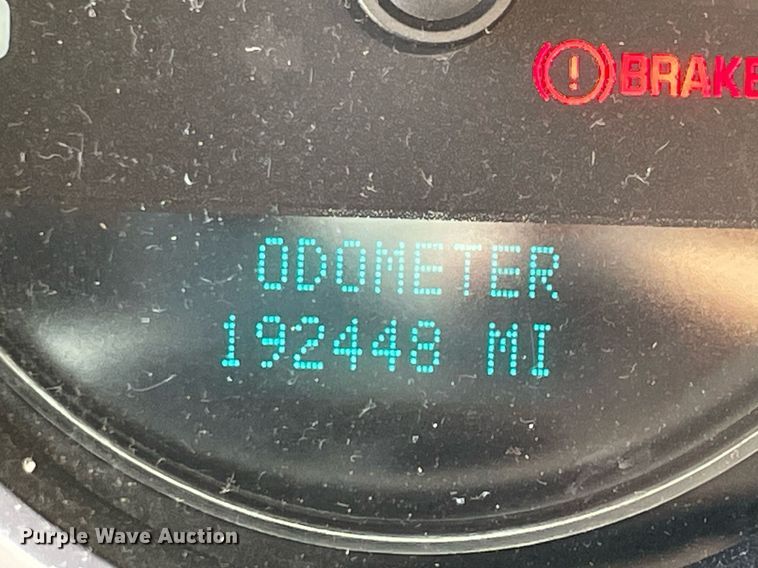 BRAKE
ODOMETER
192448 MI
Purple Wave Auction